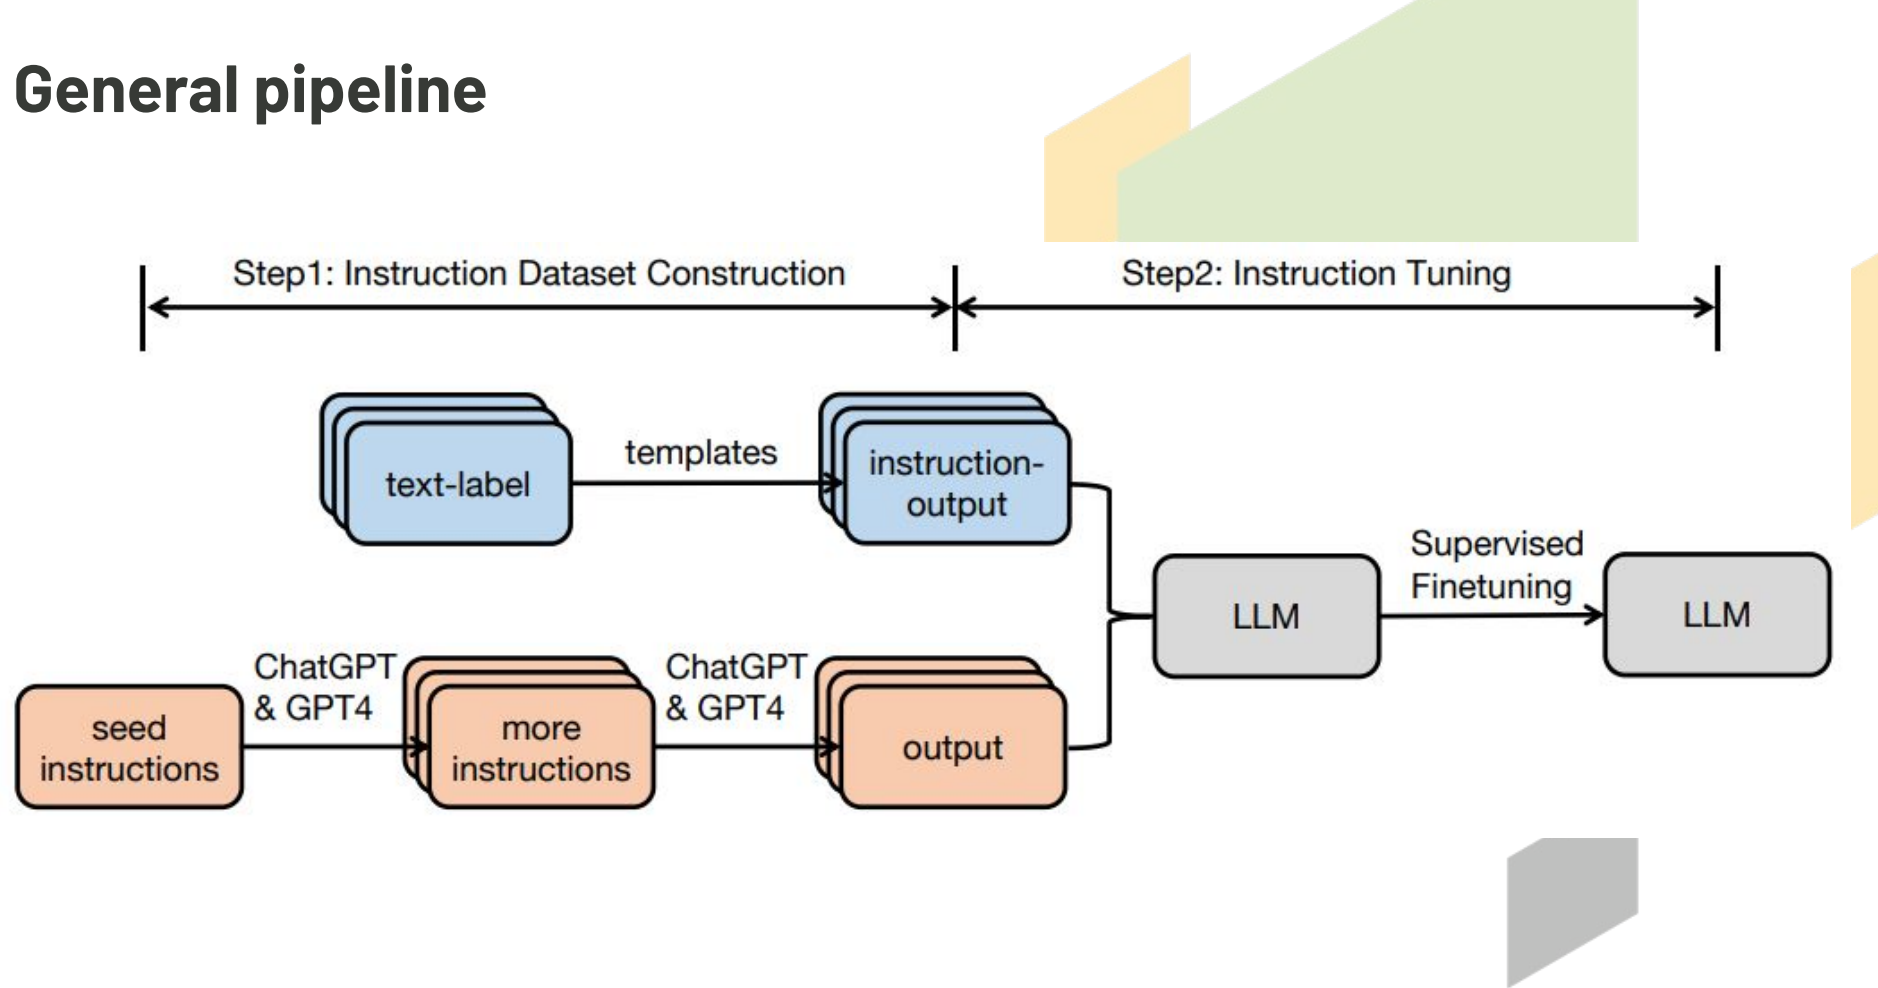 General pipeline
Step1: Instruction Dataset Construction
Step2: Instruction Tuning
text-label
templates
instruction-
output
Supervised
Finetuning
LLM
LLM
seed
instructions
ChatGPT
& GPT4
more
instructions
ChatGPT
& GPT4
output